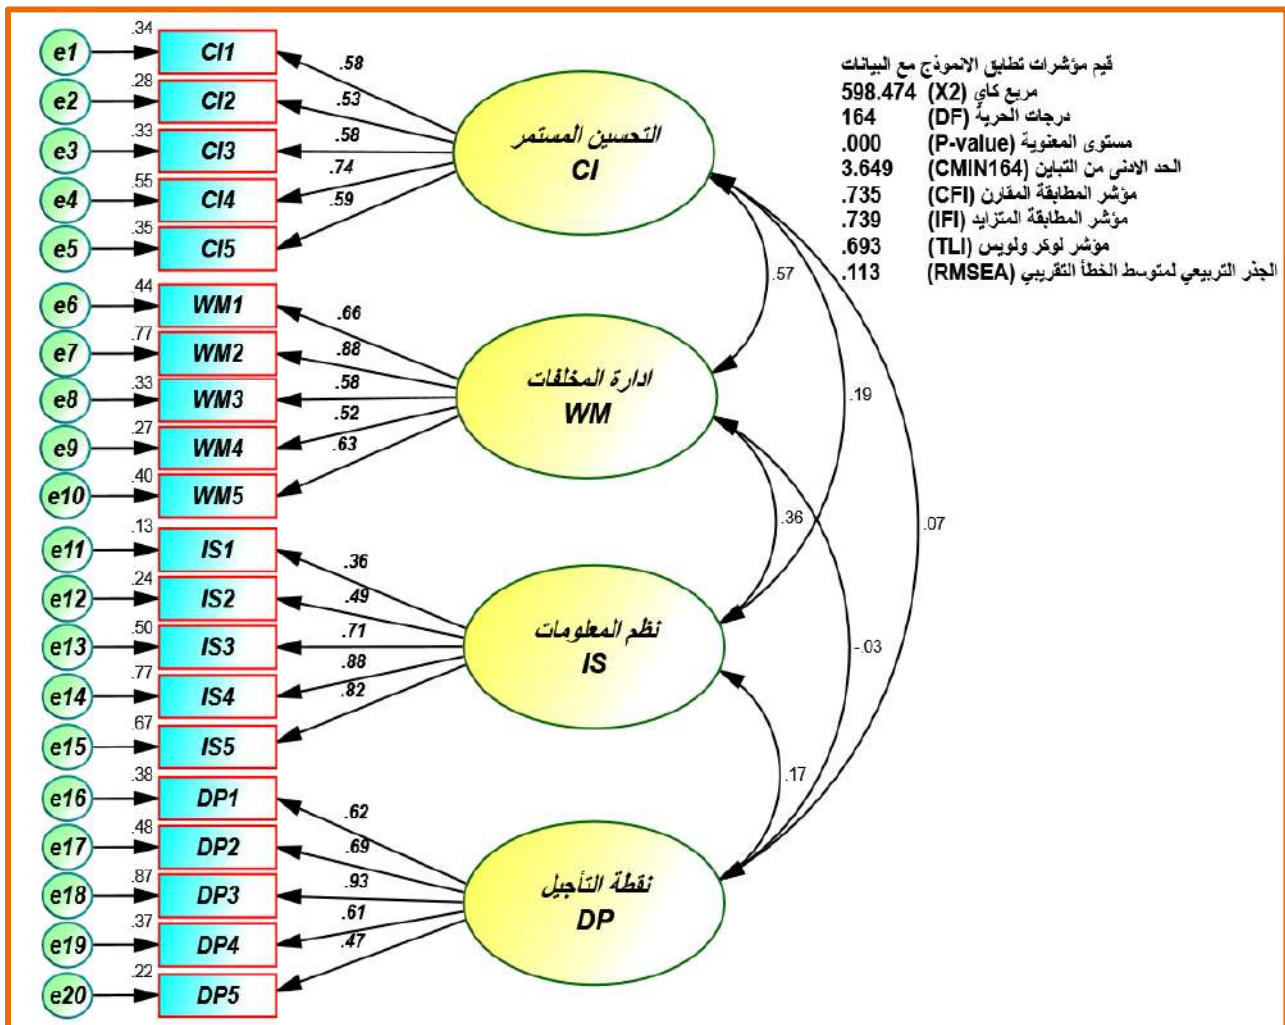 قيم مؤشرات تطابق الانموذج مع البيانات
مربع كاي (X2) 598.474
درجات الحرية (DF) 164
مستوى المعنوية (P-value) .000
الحد الادنى من التباين (CMIN164) 3.649
مؤشر المطابقة المقارن (CFI) .735
مؤشر المطابقة المتزايد (IFI) .739
مؤشر لوكر ولويس (TLI) .693
الجذر التربيعي لمتوسط الخطأ التقريبي (RMSEA) .113
e1 .34 CI1 .58
e2 .28 CI2 .53
e3 .33 CI3 .58
e4 .55 CI4 .74
e5 .35 CI5 .59
التحسين المستمر
CI
e6 .44 WM1 .66
e7 .77 WM2 .88
e8 .33 WM3 .58
e9 .27 WM4 .52
e10 .40 WM5 .63
ادارة المخلفات
WM
e11 .13 IS1 .36
e12 .24 IS2 .49
e13 .50 IS3 .71
e14 .77 IS4 .88
e15 .67 IS5 .82
نظم المعلومات
IS
e16 .38 DP1 .62
e17 .48 DP2 .69
e18 .87 DP3 .93
e19 .37 DP4 .61
e20 .22 DP5 .47
نقطة التأجيل
DP
.57
.19
.36
.07
-.03
.17